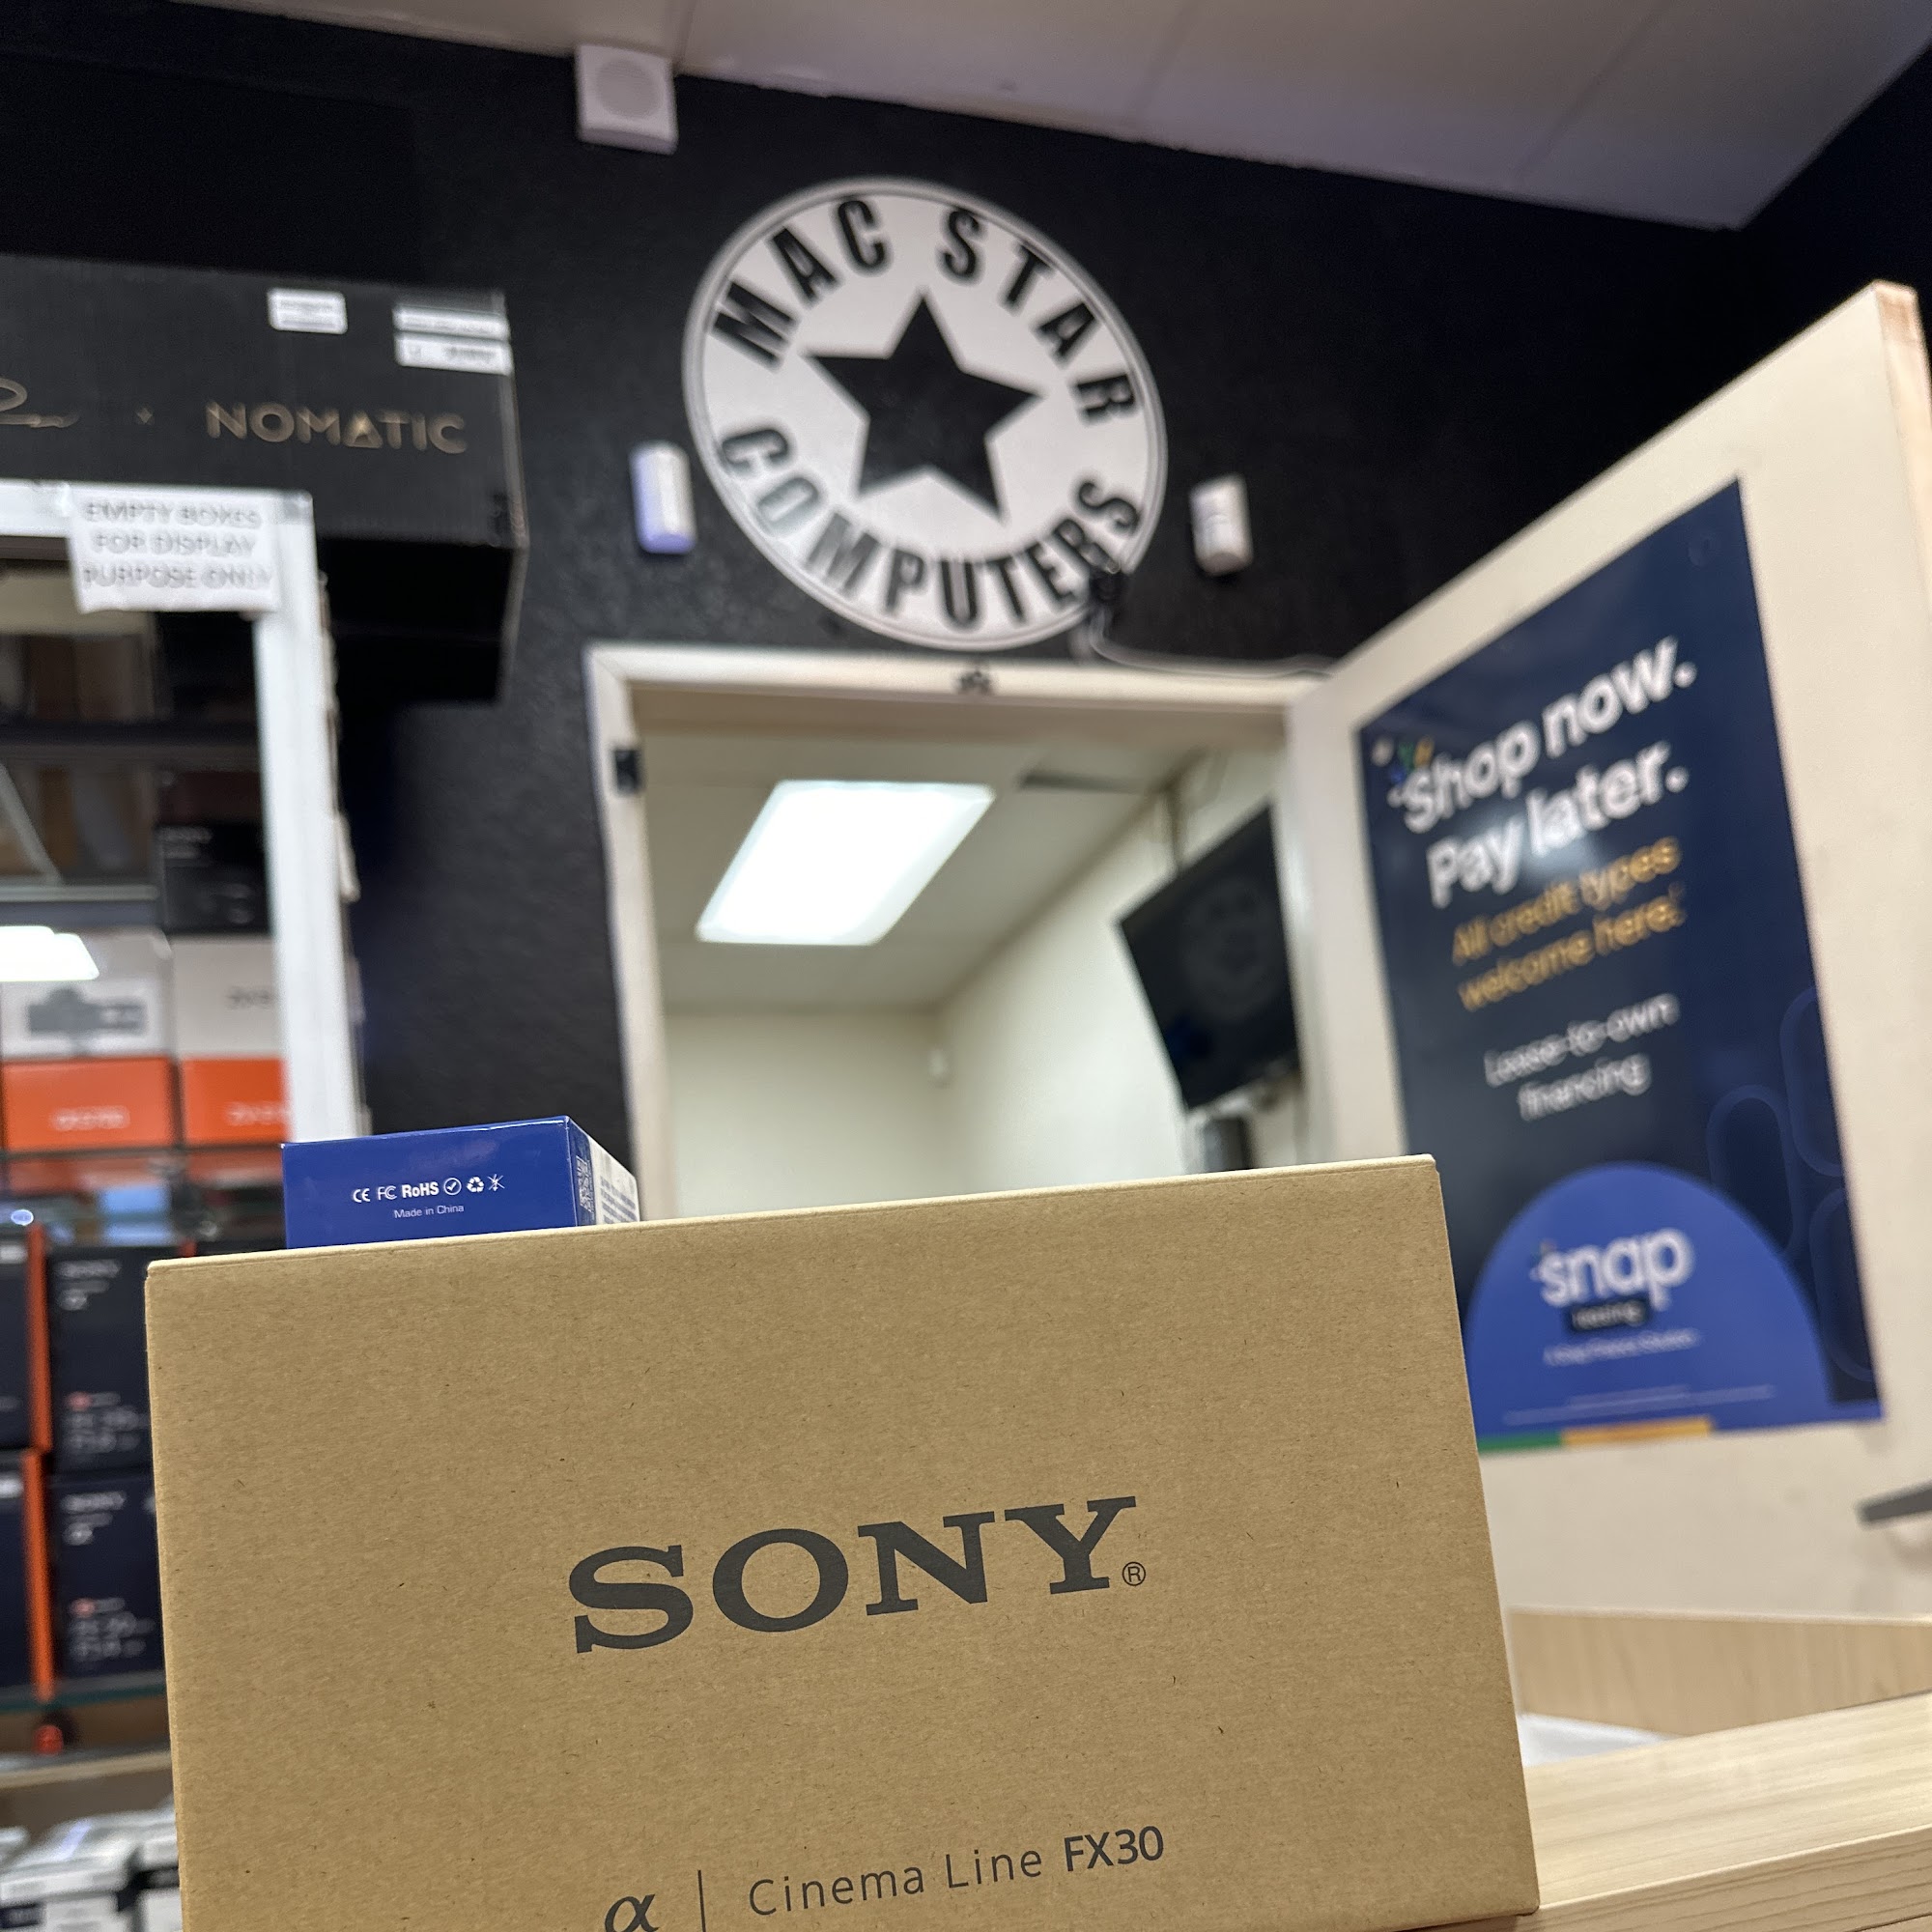 MAC STAR
COMPUTERS
NOMATIC
EMPTY BOXES
FOR DISPLAY
PURPOSE ONLY
Shop now.
Pay later.
All credit types
welcome here.
Lease-to-own
financing
snap
CE FC RoHS
Made in China
SONY®
α | Cinema Line FX30